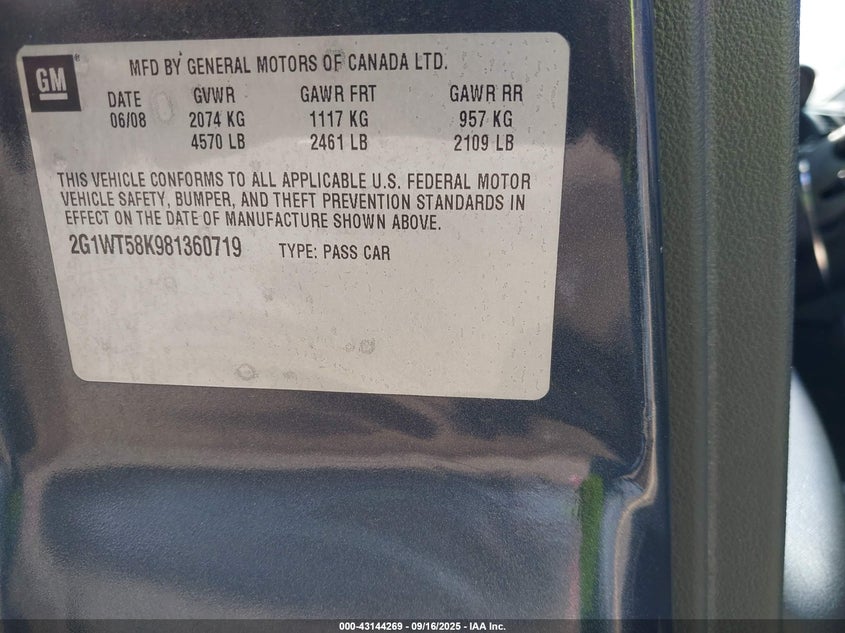 GM
MFD BY GENERAL MOTORS OF CANADA LTD.
DATE GVWR GAWR FRT GAWR RR
06/08 2074 KG 1117 KG 957 KG
4570 LB 2461 LB 2109 LB
THIS VEHICLE CONFORMS TO ALL APPLICABLE U.S. FEDERAL MOTOR
VEHICLE SAFETY, BUMPER, AND THEFT PREVENTION STANDARDS IN
EFFECT ON THE DATE OF MANUFACTURE SHOWN ABOVE.
2G1WT58K981360719 TYPE: PASS CAR
000-43144269 - 09/16/2025 - IAA Inc.